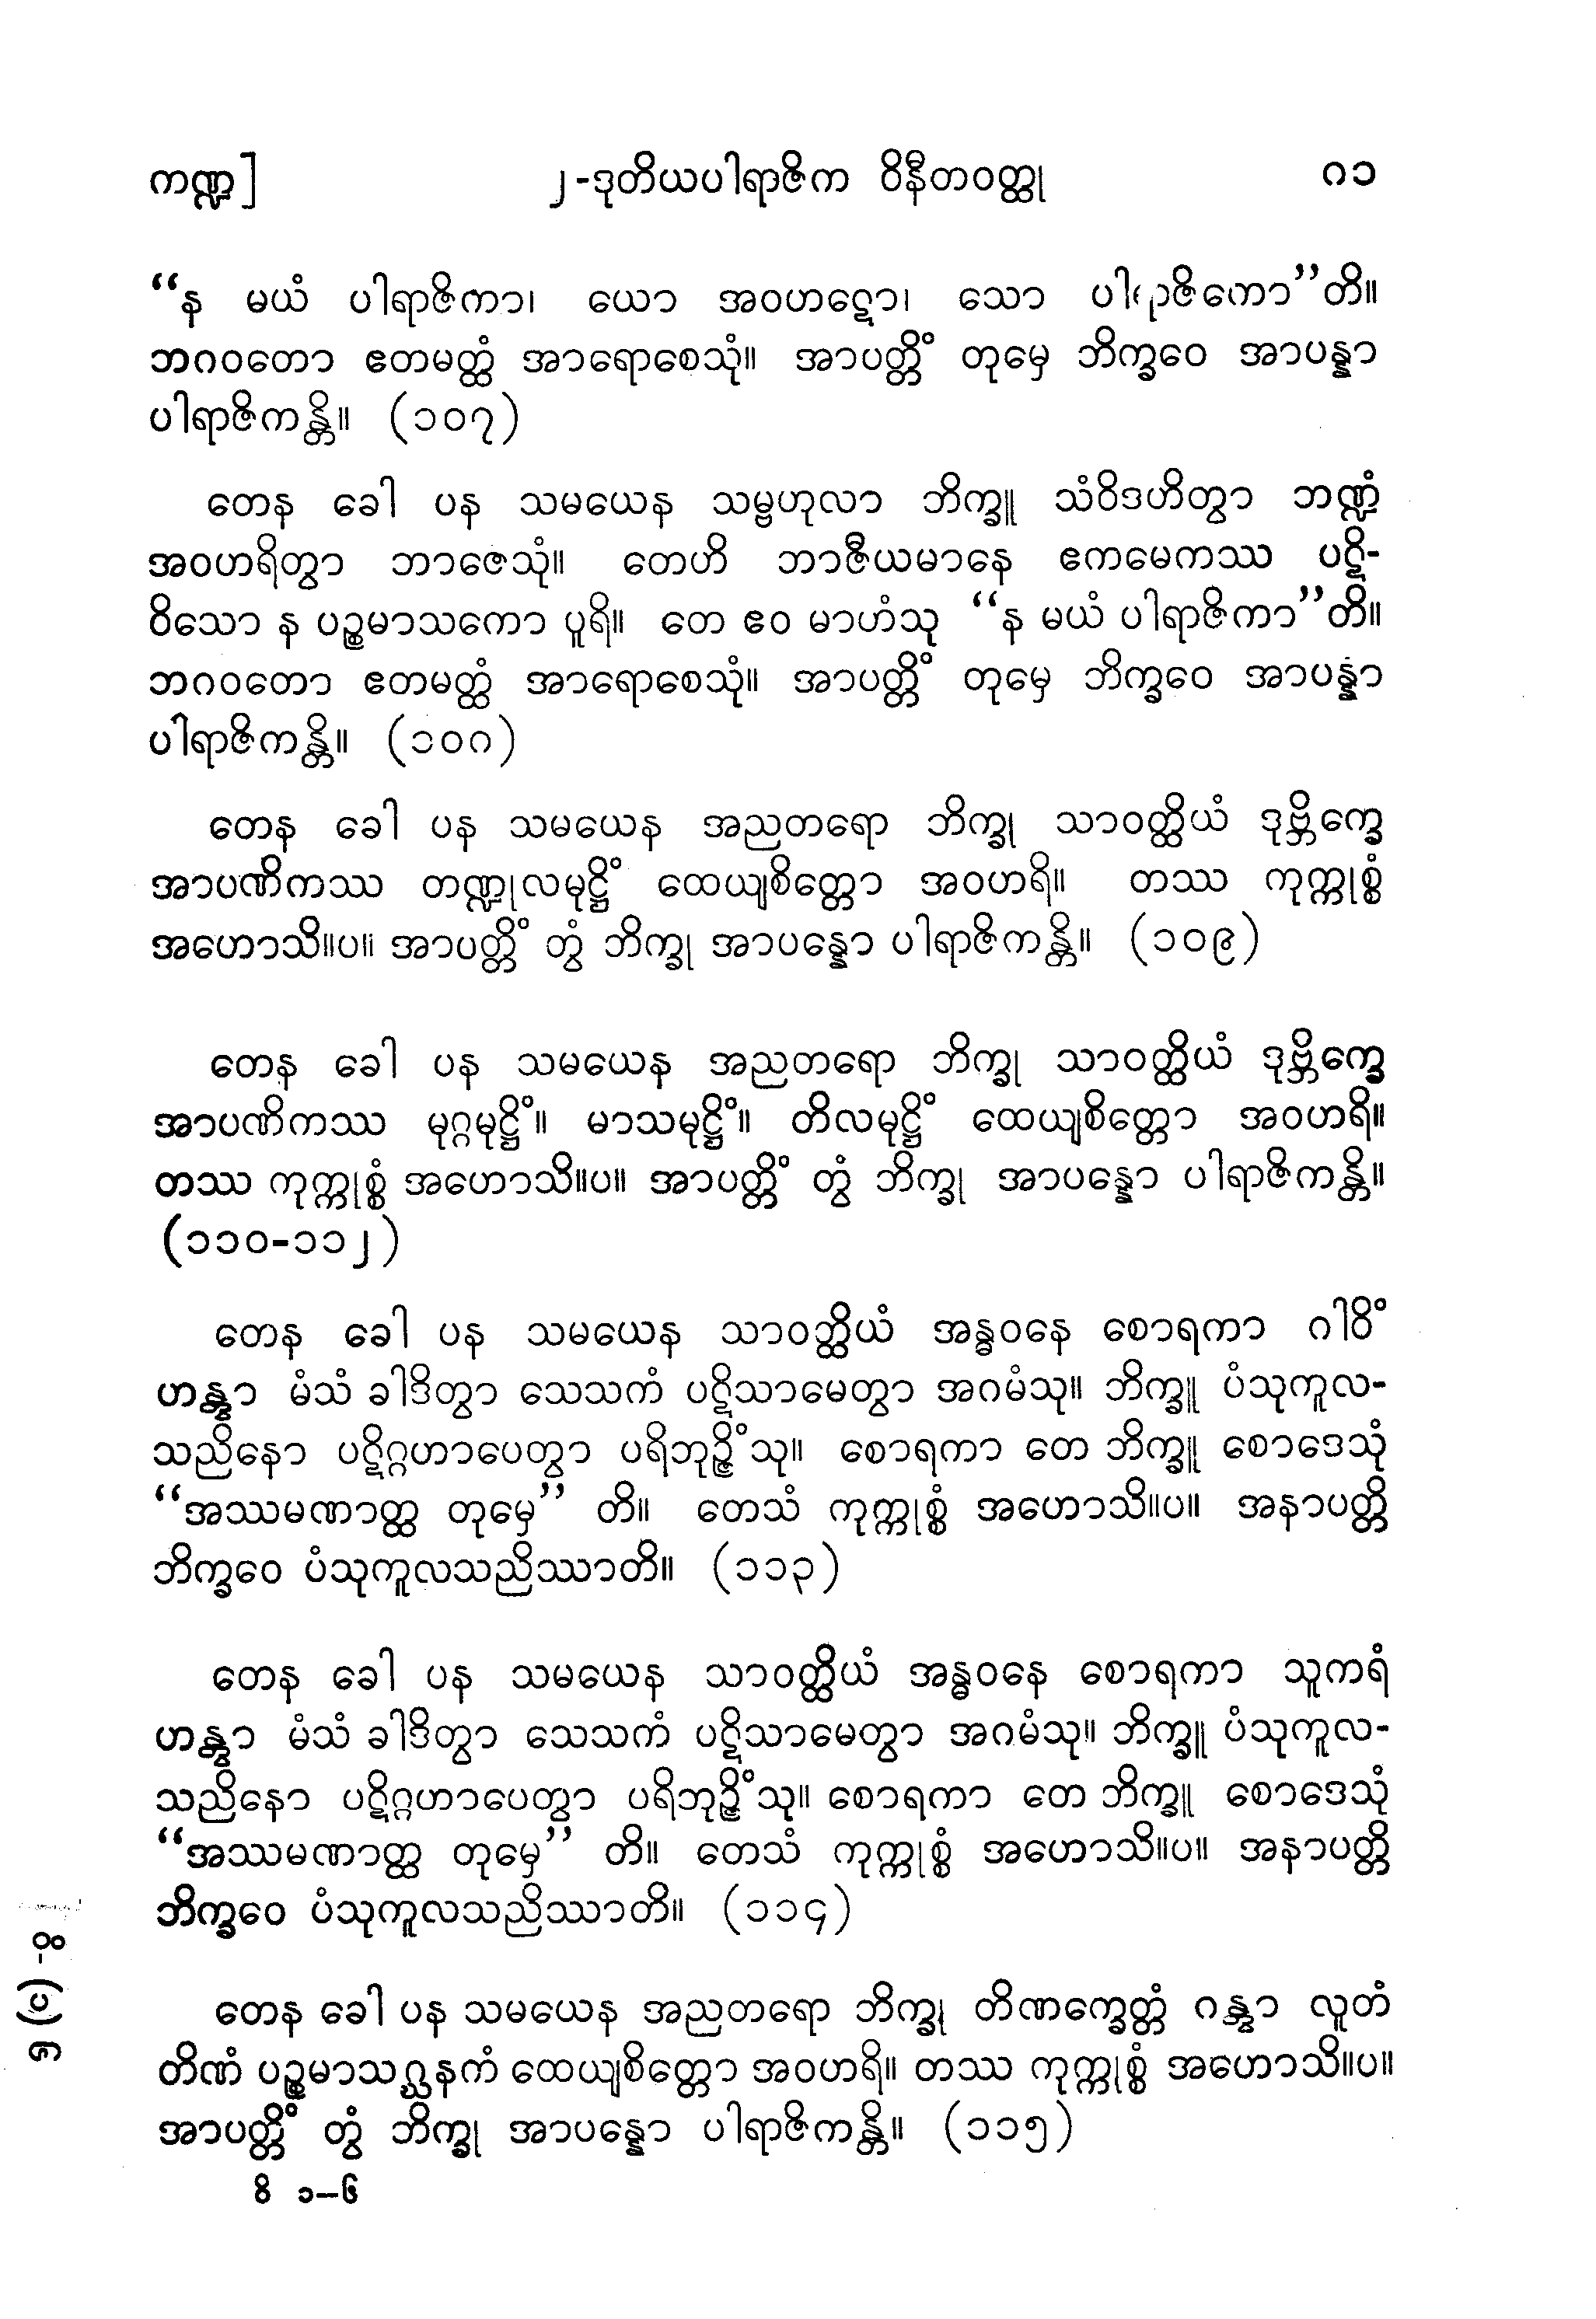 ကဏ္ဍ] ၂-ဒုတိယပါရာဇိက ဝိနီတဝတ္ထု ၈၁
“န မယံ ပါရာဇိကာ၊ ယော အဝဟဋော၊ သော ပါရာဇိကော”တိ။
ဘဂဝတော ဧတမတ္ထံ အာရောစေသုံ။ အာပတ္တိံ တုမှေ ဘိက္ခဝေ အာပန္နာ
ပါရာဇိကန္တိ။ (၁၀၇)
တေန ခေါ ပန သမယေန သမ္ဗဟုလာ ဘိက္ခူ သံဝိဒဟိတွာ ဘဏ္ဍံ
အဝဟရိတွာ ဘာဇေသုံ။ တေဟိ ဘာဇီယမာနေ ဧကမေကဿ ပဋိ-
ဝိသော န ပဉ္စမာသကော ပူရိ။ တေ ဧဝ မာဟံသု “န မယံ ပါရာဇိကာ”တိ။
ဘဂဝတော ဧတမတ္ထံ အာရောစေသုံ။ အာပတ္တိံ တုမှေ ဘိက္ခဝေ အာပန္နာ
ပါရာဇိကန္တိ။ (၁၀၈)
တေန ခေါ ပန သမယေန အညတရော ဘိက္ခု သာဝတ္ထိယံ ဒုဗ္ဘိက္ခေ
အာပဏိကဿ တဏ္ဍုလမုဋ္ဌိံ ထေယျစိတ္တော အဝဟရိ။ တဿ ကုက္ကုစ္စံ
အဟောသိ။ပ။ အာပတ္တိံ တွံ ဘိက္ခု အာပန္နော ပါရာဇိကန္တိ။ (၁၀၉)
တေန ခေါ ပန သမယေန အညတရော ဘိက္ခု သာဝတ္ထိယံ ဒုဗ္ဘိက္ခေ
အာပဏိကဿ မုဂ္ဂမုဋ္ဌိံ။ မာသမုဋ္ဌိံ။ တိလမုဋ္ဌိံ ထေယျစိတ္တော အဝဟရိ။
တဿ ကုက္ကုစ္စံ အဟောသိ။ပ။ အာပတ္တိံ တွံ ဘိက္ခု အာပန္နော ပါရာဇိကန္တိ။
(၁၁၀-၁၁၂)
တေန ခေါ ပန သမယေန သာဝတ္ထိယံ အန္ဓဝနေ စောရကာ ဂါဝိံ
ဟန္တွာ မံသံ ခါဒိတွာ သေသကံ ပဋိသာမေတွာ အဂမံသု။ ဘိက္ခူ ပံသုကူလ-
သညိနော ပဋိဂ္ဂဟာပေတွာ ပရိဘုဉ္ဇိံသု။ စောရကာ တေ ဘိက္ခူ စောဒေသုံ
“အဿမဏာတ္ထ တုမှေ” တိ။ တေသံ ကုက္ကုစ္စံ အဟောသိ။ပ။ အနာပတ္တိ
ဘိက္ခဝေ ပံသုကူလသညိဿာတိ။ (၁၁၃)
တေန ခေါ ပန သမယေန သာဝတ္ထိယံ အန္ဓဝနေ စောရကာ သူကရံ
ဟန္တွာ မံသံ ခါဒိတွာ သေသကံ ပဋိသာမေတွာ အဂမံသု။ ဘိက္ခူ ပံသုကူလ-
သညိနော ပဋိဂ္ဂဟာပေတွာ ပရိဘုဉ္ဇိံသု။ စောရကာ တေ ဘိက္ခူ စောဒေသုံ
“အဿမဏာတ္ထ တုမှေ” တိ။ တေသံ ကုက္ကုစ္စံ အဟောသိ။ပ။ အနာပတ္တိ
ဘိက္ခဝေ ပံသုကူလသညိဿာတိ။ (၁၁၄)
တေန ခေါ ပန သမယေန အညတရော ဘိက္ခု တိဏက္ခေတ္တံ ဂန္တွာ လူတံ
တိဏံ ပဉ္စမာသဂ္ဃနကံ ထေယျစိတ္တော အဝဟရိ။ တဿ ကုက္ကုစ္စံ အဟောသိ။ပ။
အာပတ္တိံ တွံ ဘိက္ခု အာပန္နော ပါရာဇိကန္တိ။ (၁၁၅)
ဝိ ၁–၆